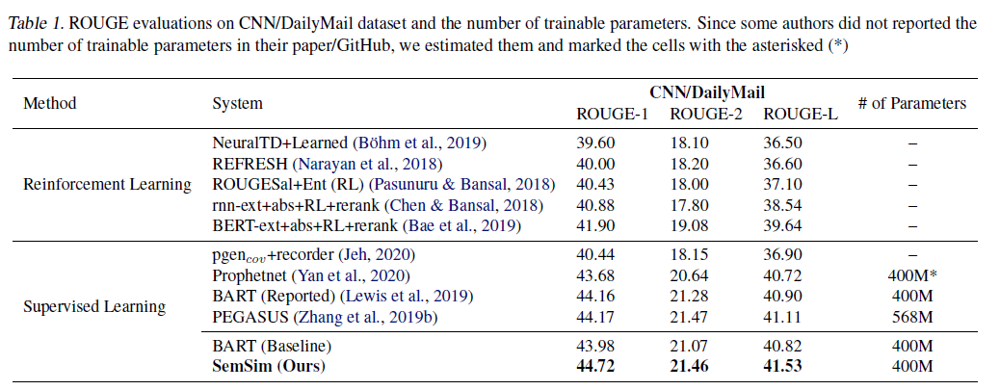 Table 1. ROUGE evaluations on CNN/DailyMail dataset and the number of trainable parameters. Since some authors did not reported the
number of trainable parameters in their paper/GitHub, we estimated them and marked the cells with the asterisked (*)
Method System CNN/DailyMail # of Parameters
ROUGE-1 ROUGE-2 ROUGE-L
Reinforcement Learning
NeuralTD+Learned (Böhm et al., 2019) 39.60 18.10 36.50 –
REFRESH (Narayan et al., 2018) 40.00 18.20 36.60 –
ROUGESal+Ent (RL) (Pasunuru & Bansal, 2018) 40.43 18.00 37.10 –
rnn-ext+abs+RL+rerank (Chen & Bansal, 2018) 40.88 17.80 38.54 –
BERT-ext+abs+RL+rerank (Bae et al., 2019) 41.90 19.08 39.64 –
Supervised Learning
pgencov+recorder (Jeh, 2020) 40.44 18.15 36.90 –
Prophetnet (Yan et al., 2020) 43.68 20.64 40.72 400M*
BART (Reported) (Lewis et al., 2019) 44.16 21.28 40.90 400M
PEGASUS (Zhang et al., 2019b) 44.17 21.47 41.11 568M
BART (Baseline) 43.98 21.07 40.82 400M
SemSim (Ours) 44.72 21.46 41.53 400M